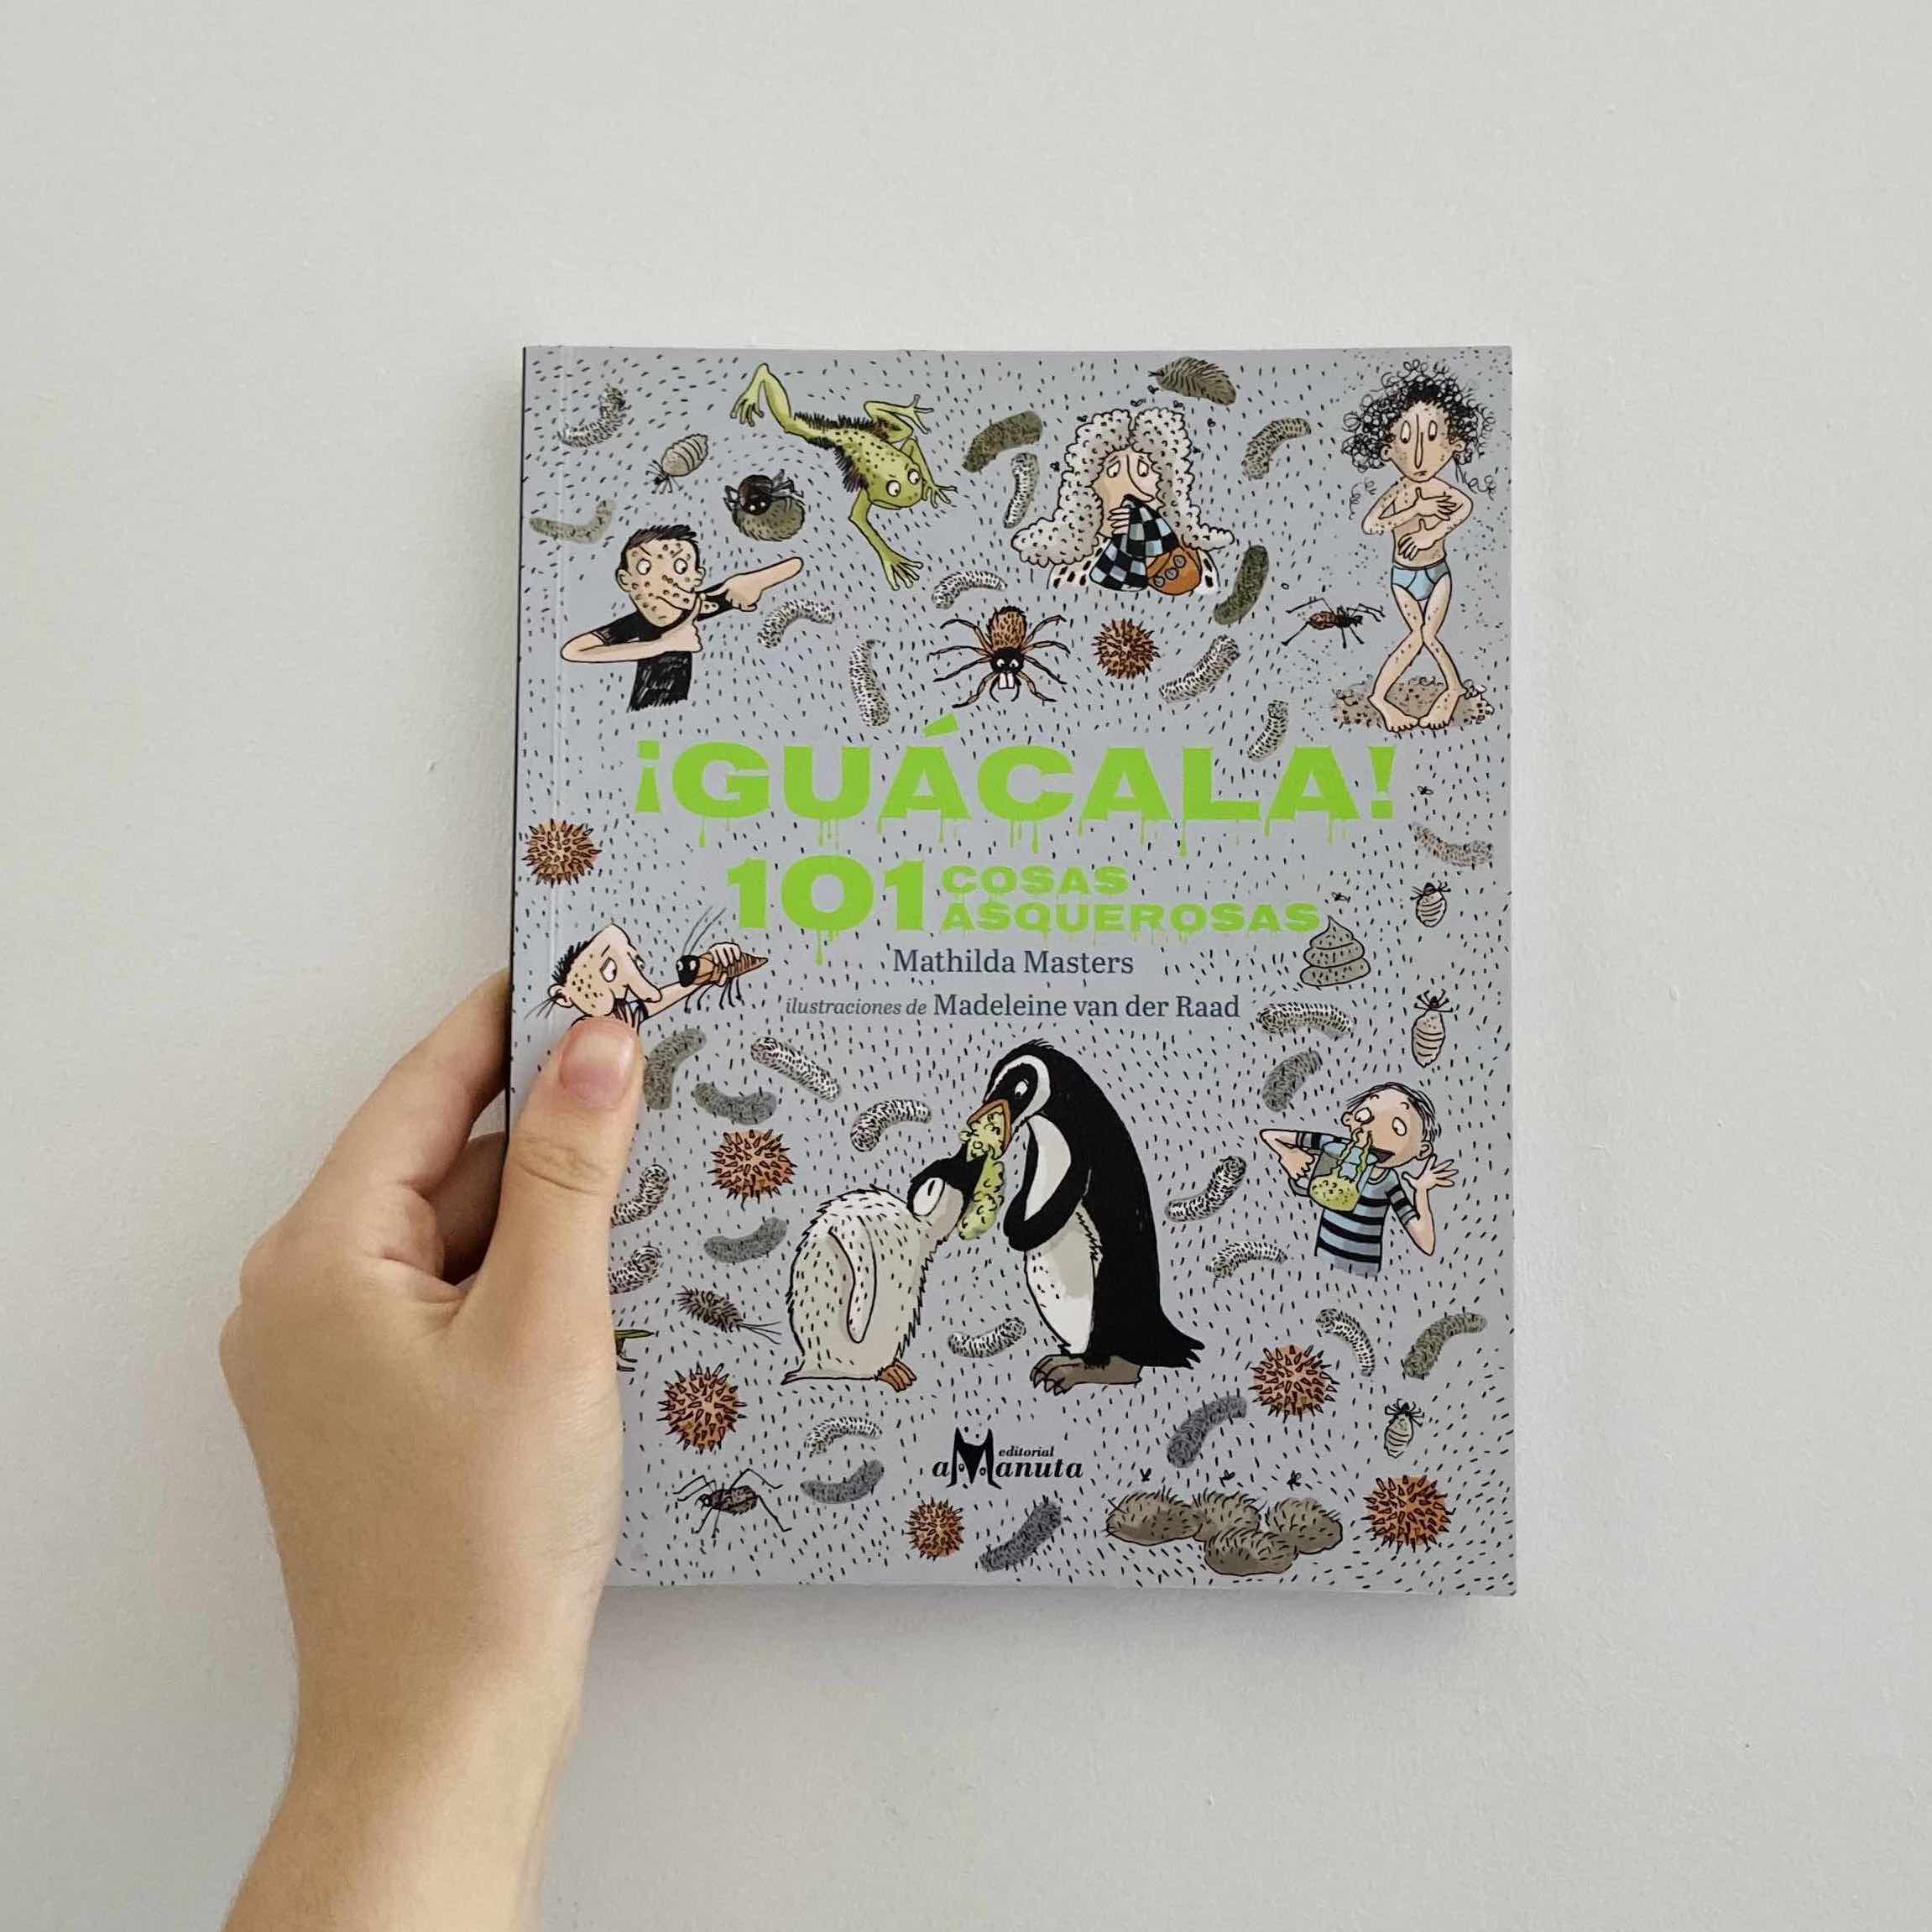 ¡GUÁCALA!
101 COSAS
ASQUEROSAS
Mathilda Masters
ilustraciones de Madeleine van der Raad
editorial
aManuta